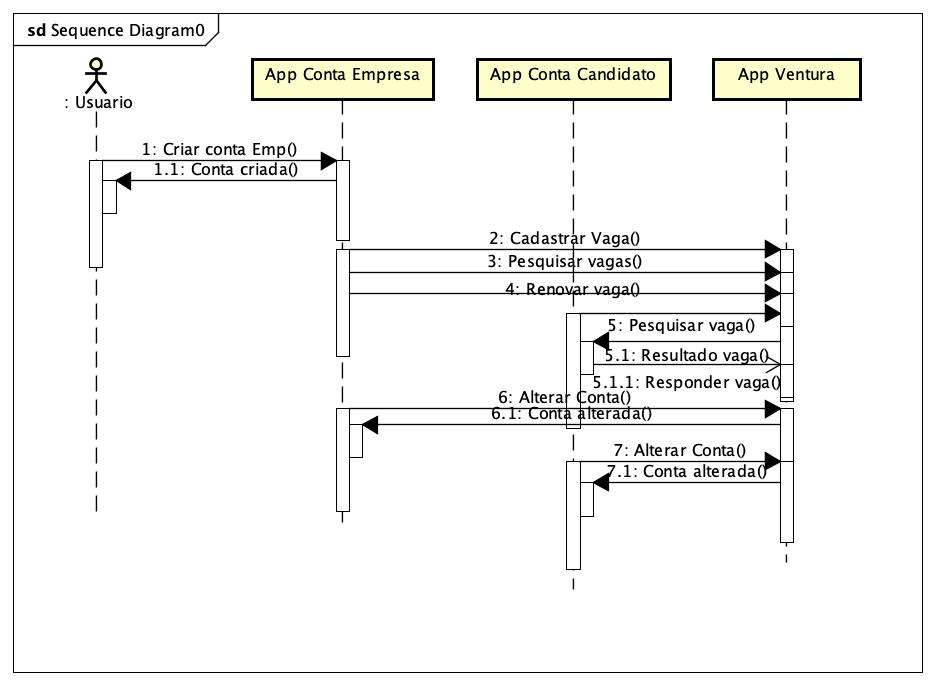 sd Sequence Diagram0
: Usuario
App Conta Empresa
App Conta Candidato
App Ventura
1: Criar conta Emp()
1.1: Conta criada()
2: Cadastrar Vaga()
3: Pesquisar vagas()
4: Renovar vaga()
5: Pesquisar vaga()
5.1: Resultado vaga()
5.1.1: Responder vaga()
6: Alterar Conta()
6.1: Conta alterada()
7: Alterar Conta()
7.1: Conta alterada()